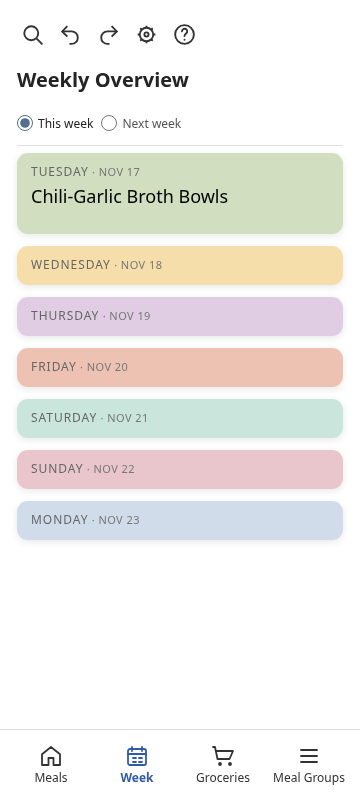 Weekly Overview
This week Next week
TUESDAY · NOV 17
Chili-Garlic Broth Bowls
WEDNESDAY · NOV 18
THURSDAY · NOV 19
FRIDAY · NOV 20
SATURDAY · NOV 21
SUNDAY · NOV 22
MONDAY · NOV 23
Meals Week Groceries Meal Groups